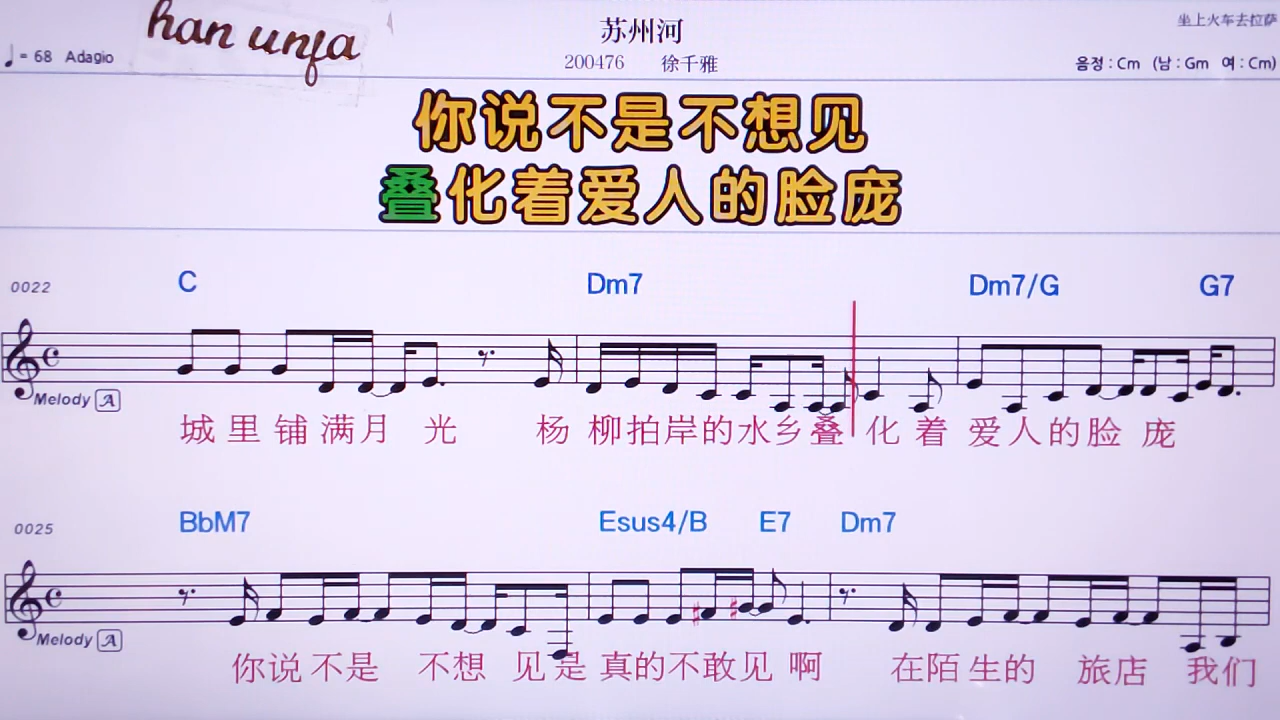 han unfa
苏州河
坐上火车去拉萨
♩= 68 Adagio
200476 徐千雅
음정 : Cm (남 : Gm 여 : Cm)
你说不是不想见
叠化着爱人的脸庞
0022
C Dm7 Dm7/G G7
Melody A
城里铺满月光 杨柳拍岸的水乡叠化着爱人的脸庞
0025
BbM7 Esus4/B E7 Dm7
Melody A
你说不是 不想 见是真的不敢见啊 在陌生的 旅店 我们